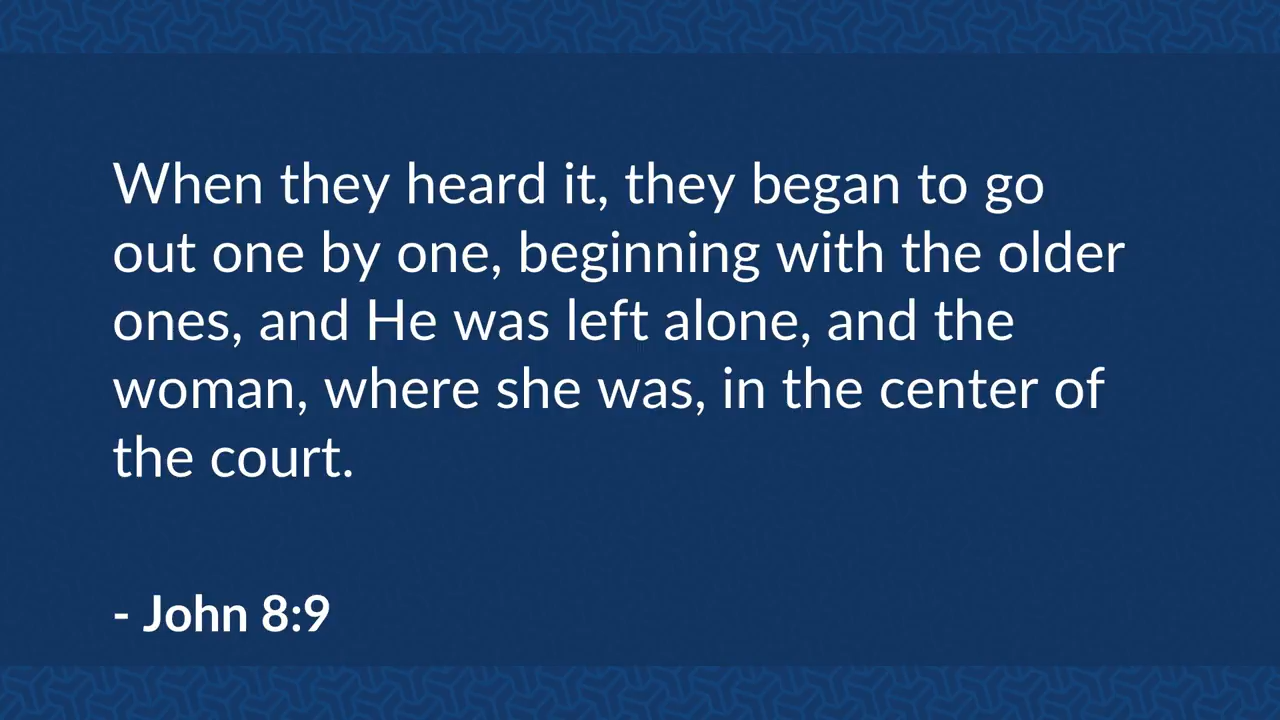 When they heard it, they began to go
out one by one, beginning with the older
ones, and He was left alone, and the
woman, where she was, in the center of
the court.
- John 8:9